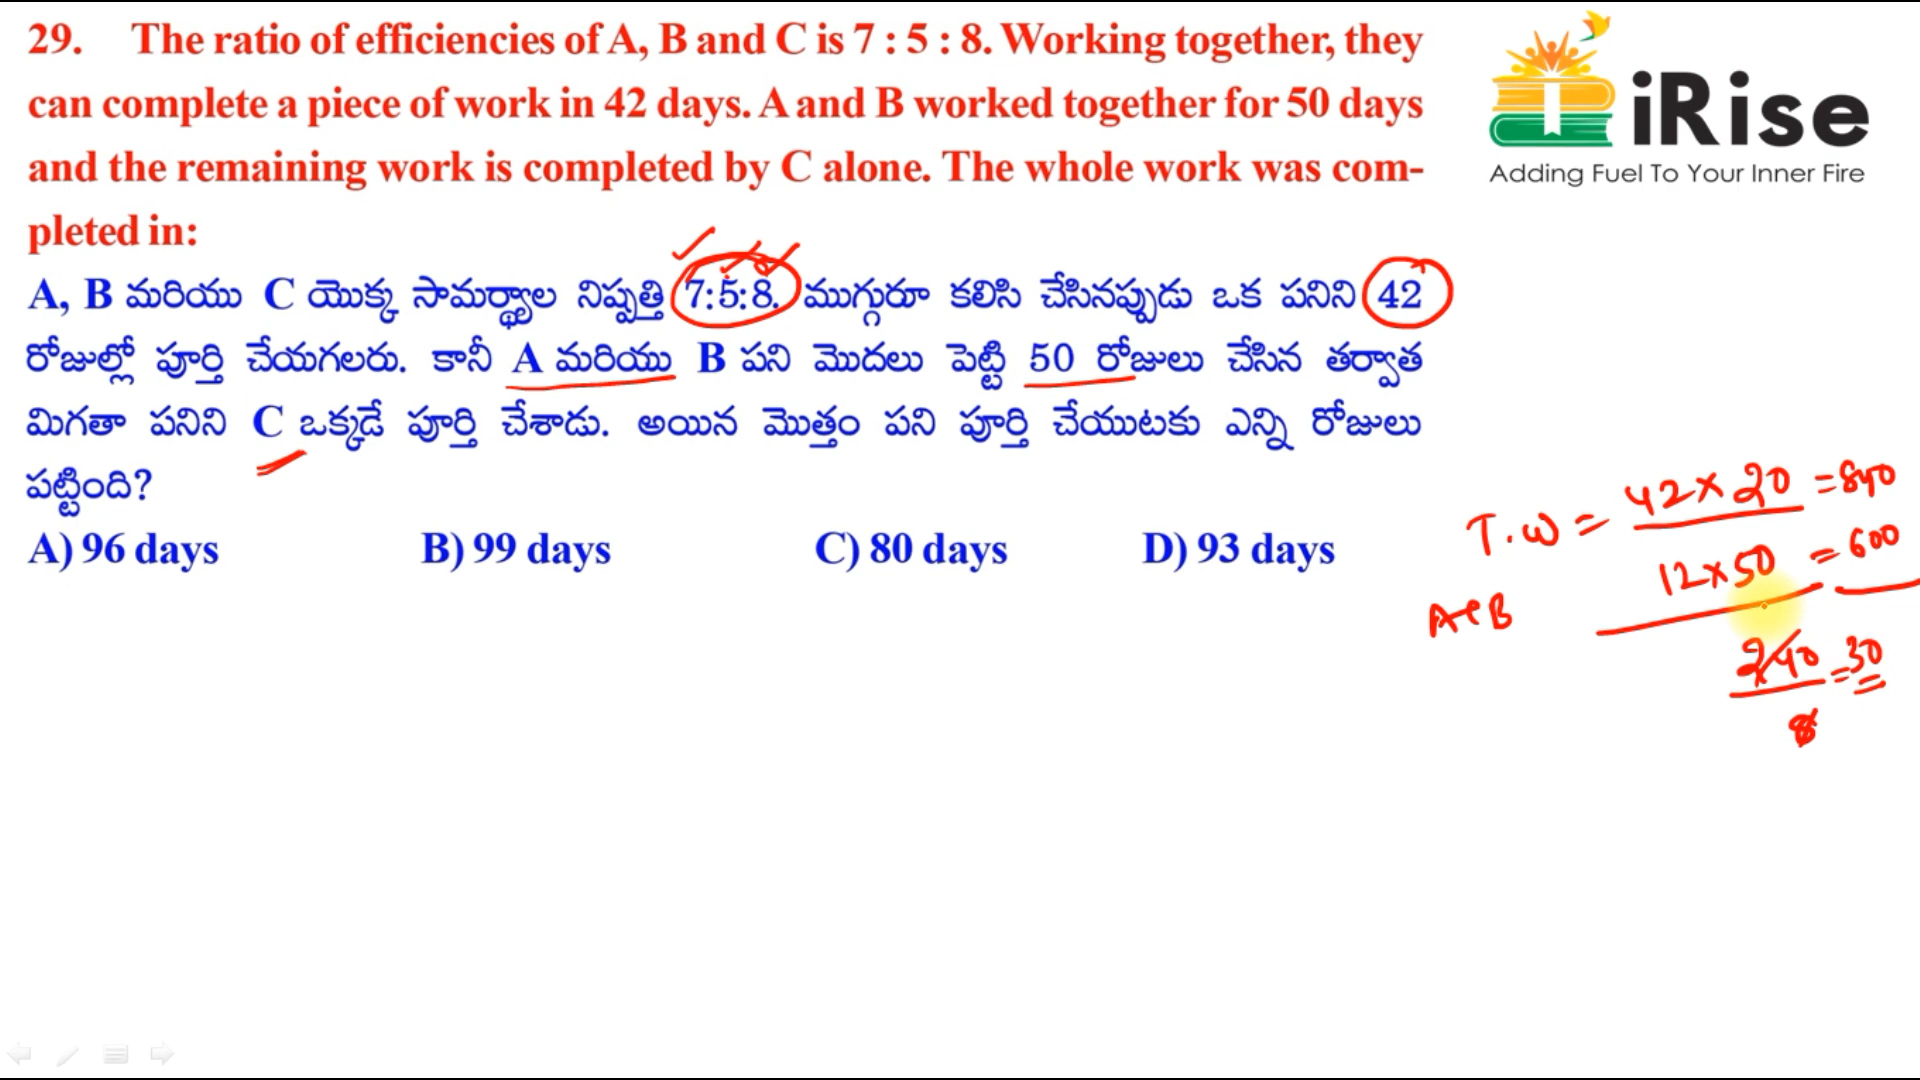 29. The ratio of efficiencies of A, B and C is 7 : 5 : 8. Working together, they
can complete a piece of work in 42 days. A and B worked together for 50 days
and the remaining work is completed by C alone. The whole work was com-
pleted in:
A, B మరియు C యొక్క సామర్థ్యాల నిష్పత్తి 7:5:8. ముగ్గురూ కలిసి చేసినప్పుడు ఒక పనిని 42
రోజుల్లో పూర్తి చేయగలరు. కానీ A మరియు B పని మొదలు పెట్టి 50 రోజులు చేసిన తర్వాత
మిగతా పనిని C ఒక్కడే పూర్తి చేశాడు. అయిన మొత్తం పని పూర్తి చేయుటకు ఎన్ని రోజులు
పట్టింది?
A) 96 days B) 99 days C) 80 days D) 93 days
iRise
Adding Fuel To Your Inner Fire
T.W = 42 x 20 = 840
A&B 12 x 50 = 600
240 = 30
8